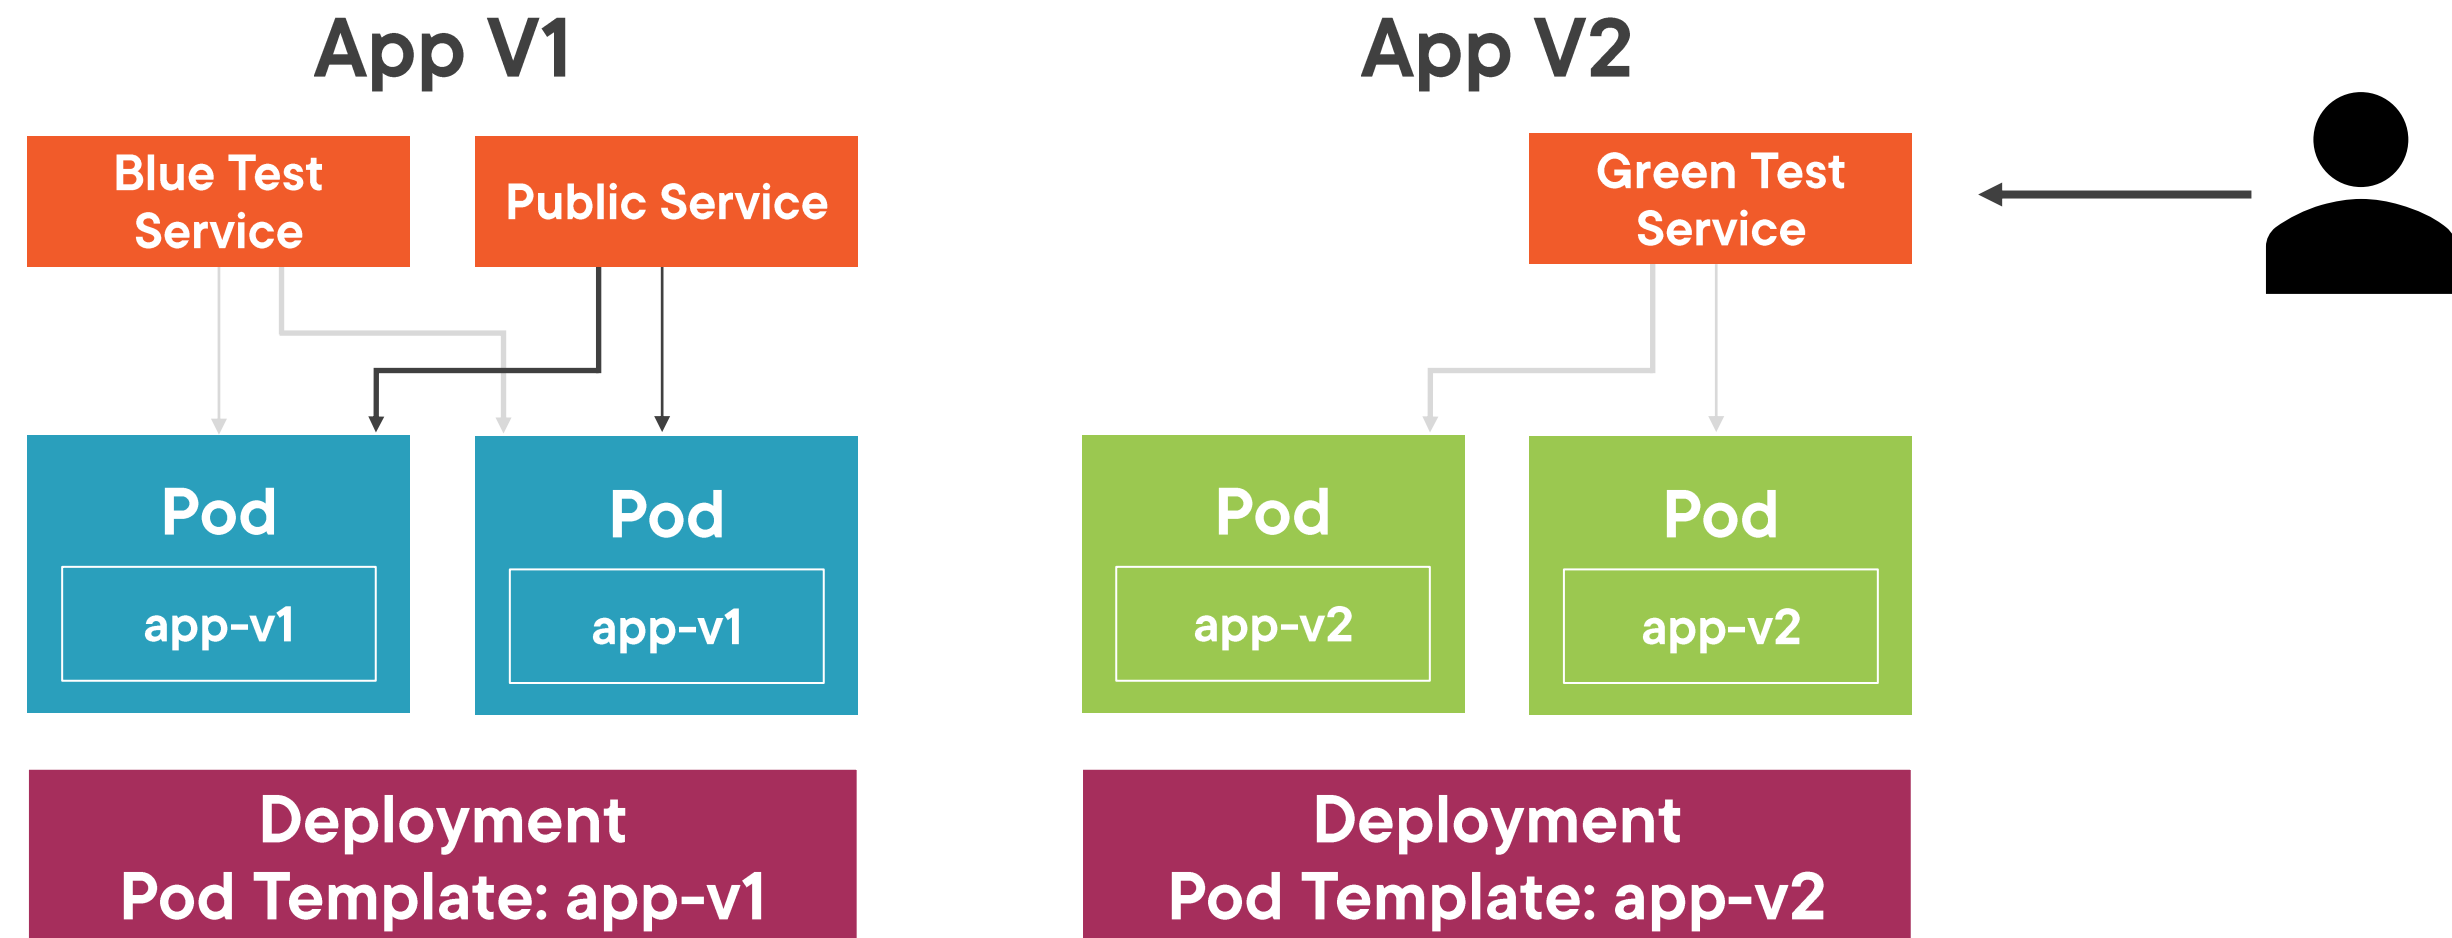 App V1
App V2
Blue Test
Service
Public Service
Green Test
Service
Pod
app-v1
Pod
app-v1
Pod
app-v2
Pod
app-v2
Deployment
Pod Template: app-v1
Deployment
Pod Template: app-v2